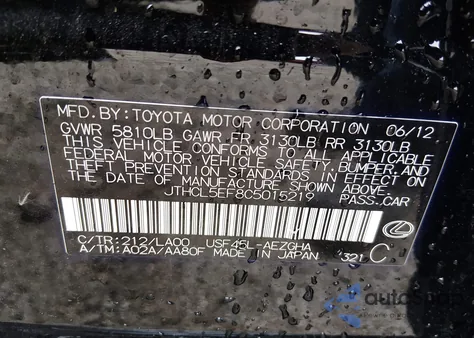 MFD.BY:TOYOTA MOTOR CORPORATION 06/12
GVWR 5810LB GAWR FR 3130LB RR 3130LB
THIS VEHICLE CONFORMS TO ALL APPLICABLE
FEDERAL MOTOR VEHICLE SAFETY,BUMPER,AND
THEFT PREVENTION STANDARDS IN EFFECT ON
THE DATE OF MANUFACTURE SHOWN ABOVE.
JTHCL5EF8C5015219 PASS.CAR
C/TR:212/LA00 USF45L-AEZGHA
A/TM:A02A/AA80F MADE IN JAPAN 321 C